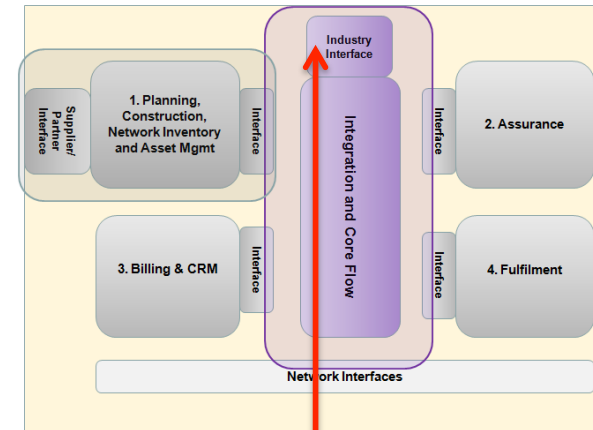 Industry
Interface
Supplier/
Partner
Interface
1. Planning,
Construction,
Network Inventory
and Asset Mgmt
Interface
Integration and Core Flow
Interface
2. Assurance
3. Billing & CRM
Interface
Interface
4. Fulfilment
Network Interfaces